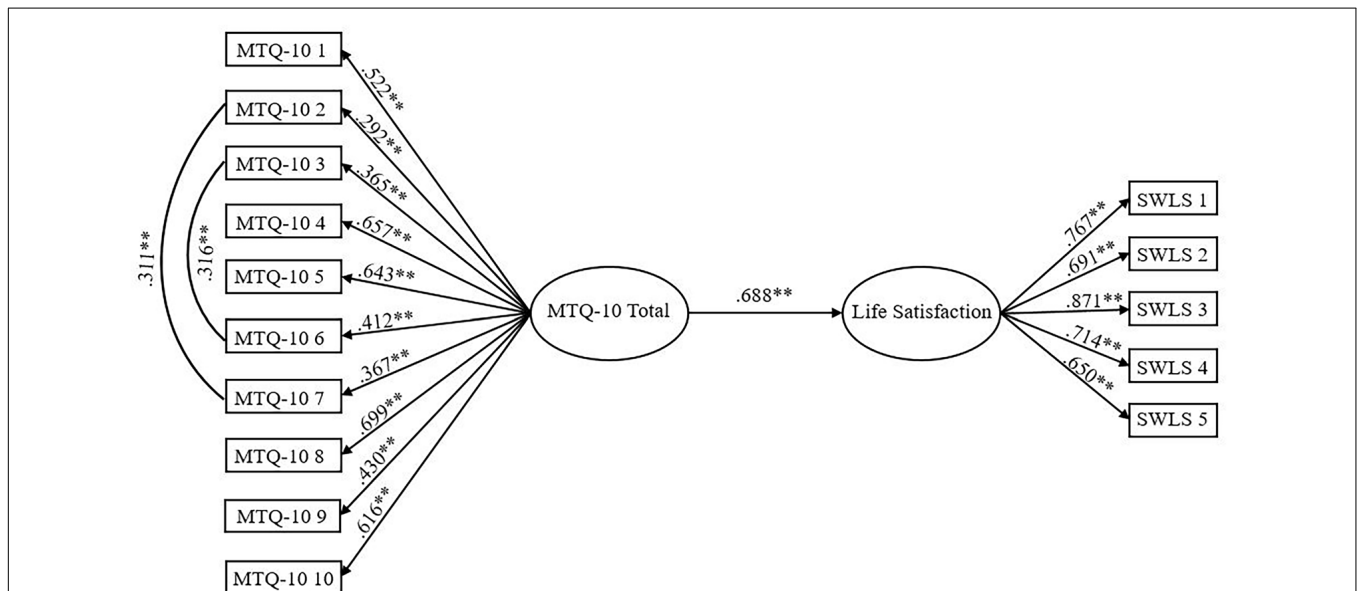 MTQ-10 1
MTQ-10 2
MTQ-10 3
MTQ-10 4
MTQ-10 5
MTQ-10 6
MTQ-10 7
MTQ-10 8
MTQ-10 9
MTQ-10 10
.311**
.316**
.522**
.292**
.365**
.657**
.643**
.412**
.367**
.699**
.430**
.616**
MTQ-10 Total
.688**
Life Satisfaction
.767**
.691**
.871**
.714**
.650**
SWLS 1
SWLS 2
SWLS 3
SWLS 4
SWLS 5